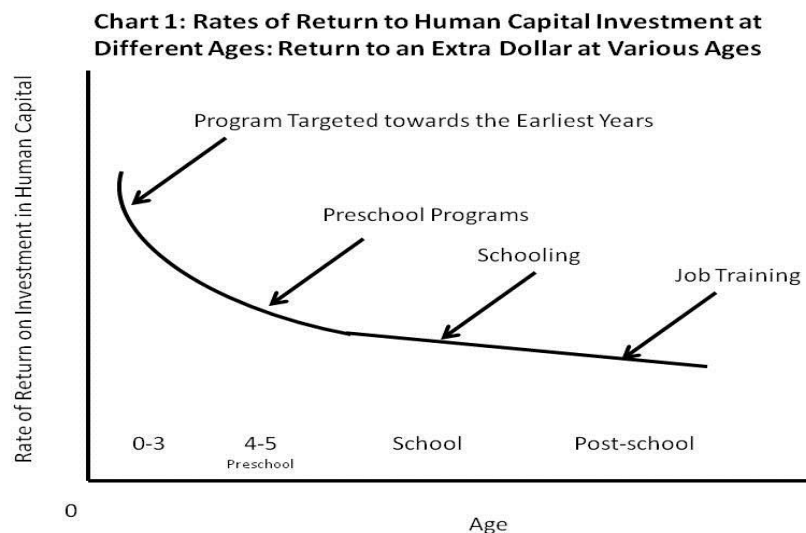 Chart 1: Rates of Return to Human Capital Investment at
Different Ages: Return to an Extra Dollar at Various Ages
Rate of Return on Investment in Human Capital
Program Targeted towards the Earliest Years
Preschool Programs
Schooling
Job Training
0-3
4-5
Preschool
School
Post-school
0
Age